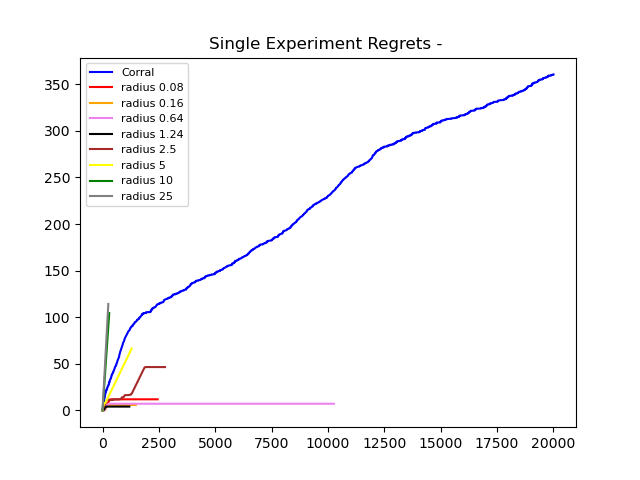 Single Experiment Regrets -
350
300
250
200
150
100
50
0
Corral
radius 0.08
radius 0.16
radius 0.64
radius 1.24
radius 2.5
radius 5
radius 10
radius 25
0 2500 5000 7500 10000 12500 15000 17500 20000